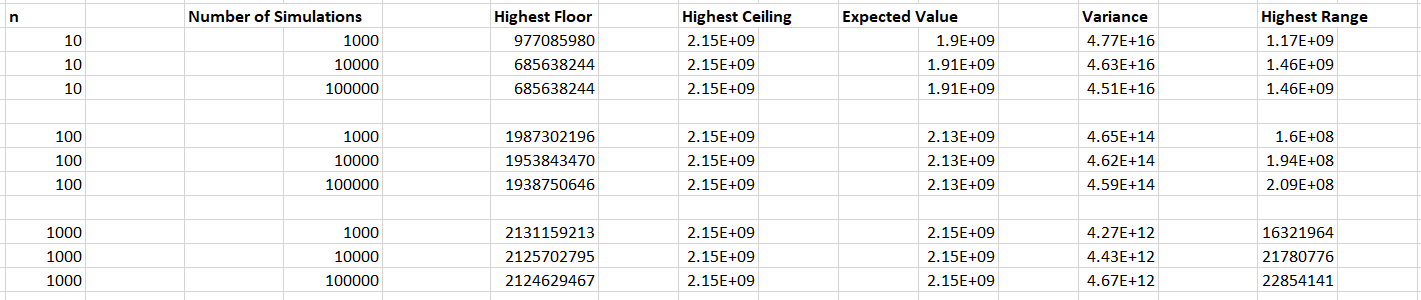 n Number of Simulations Highest Floor Highest Ceiling Expected Value Variance Highest Range
10 1000 977085980 2.15E+09 1.9E+09 4.77E+16 1.17E+09
10 10000 685638244 2.15E+09 1.91E+09 4.63E+16 1.46E+09
10 100000 685638244 2.15E+09 1.91E+09 4.51E+16 1.46E+09
100 1000 1987302196 2.15E+09 2.13E+09 4.65E+14 1.6E+08
100 10000 1953843470 2.15E+09 2.13E+09 4.62E+14 1.94E+08
100 100000 1938750646 2.15E+09 2.13E+09 4.59E+14 2.09E+08
1000 1000 2131159213 2.15E+09 2.15E+09 4.27E+12 16321964
1000 10000 2125702795 2.15E+09 2.15E+09 4.43E+12 21780776
1000 100000 2124629467 2.15E+09 2.15E+09 4.67E+12 22854141